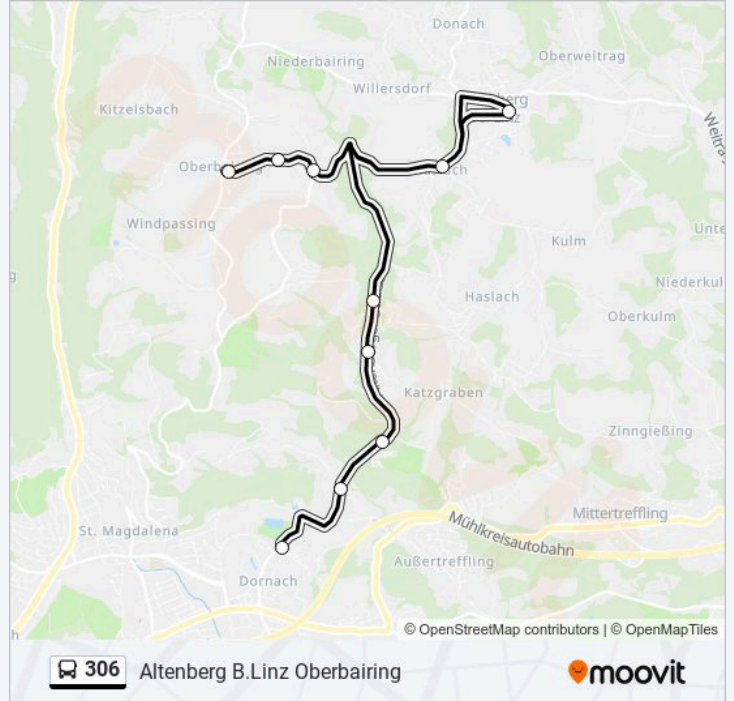 Donach
Niederbairing
Oberweitrag
Willersdorf
Kitzelsbach
Windpassing
Kulm
Haslach
Oberkulm
Katzgraben
Zinngießing
Mittertreffling
Mühlkreisautobahn
St. Magdalena
Außertreffling
Dornach
© OpenStreetMap contributors | © OpenMapTiles
306 Altenberg B.Linz Oberbairing
moovit